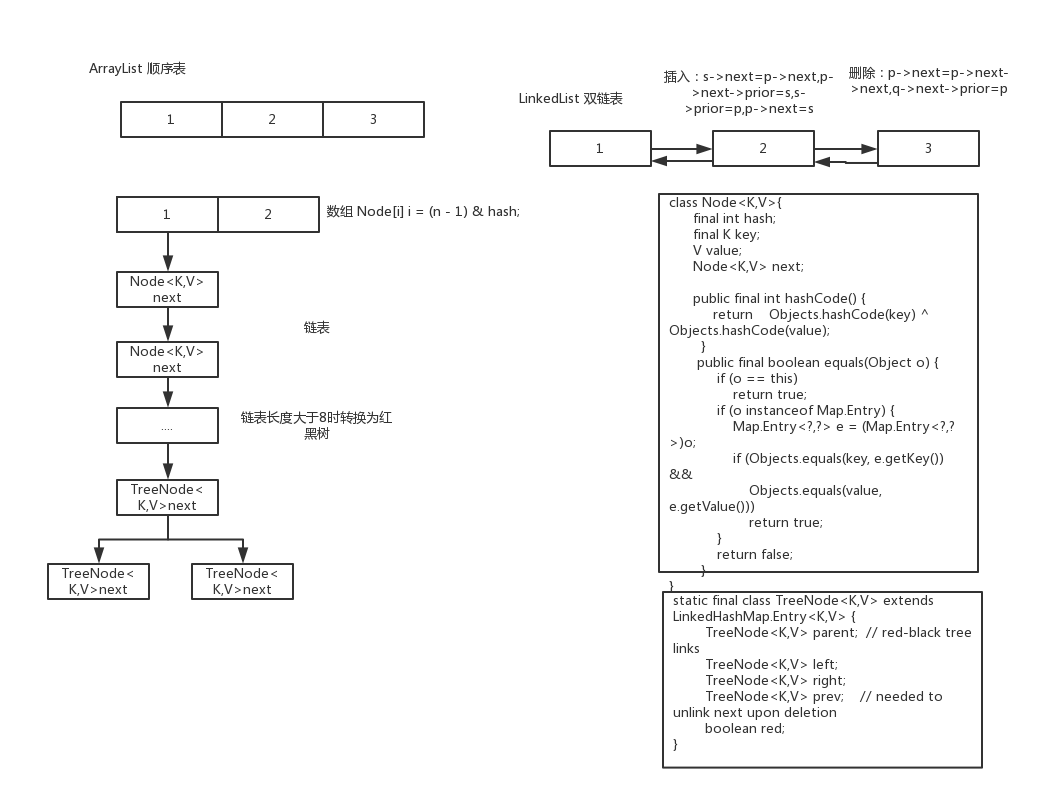 ArrayList 顺序表
1
2
3
LinkedList 双链表
插入：s->next=p->next,p-
>next->prior=s,s-
>prior=p,p->next=s
删除：p->next=p->next-
>next,q->next->prior=p
1
2
3
1
2
数组 Node[i] i = (n - 1) & hash;
Node<K,V>
next
链表
Node<K,V>
next
....
链表长度大于8时转换为红
黑树
TreeNode<
K,V>next
TreeNode<
K,V>next
TreeNode<
K,V>next
class Node<K,V>{
final int hash;
final K key;
V value;
Node<K,V> next;
public final int hashCode() {
return    Objects.hashCode(key) ^
Objects.hashCode(value);
}
public final boolean equals(Object o) {
if (o == this)
return true;
if (o instanceof Map.Entry) {
Map.Entry<?,?> e = (Map.Entry<?,?
>)o;
if (Objects.equals(key, e.getKey())
&&
Objects.equals(value,
e.getValue()))
return true;
}
return false;
}
}
static final class TreeNode<K,V> extends
LinkedHashMap.Entry<K,V> {
TreeNode<K,V> parent;  // red-black tree
links
TreeNode<K,V> left;
TreeNode<K,V> right;
TreeNode<K,V> prev;    // needed to
unlink next upon deletion
boolean red;
}